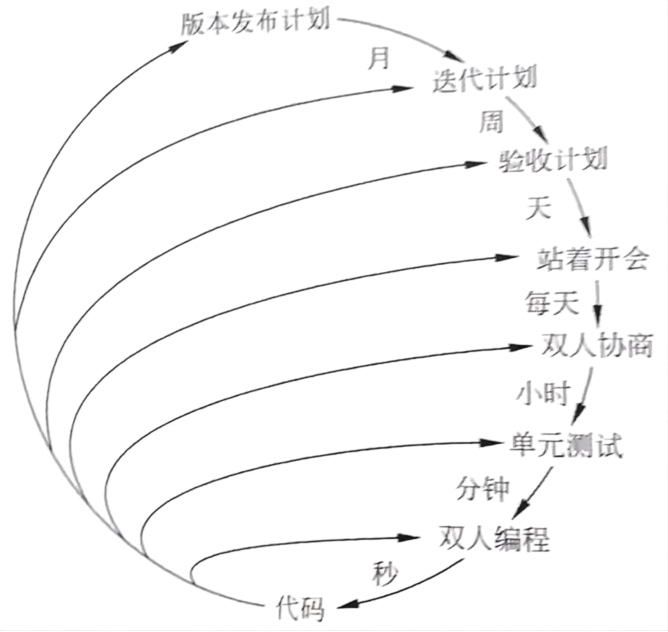 版本发布计划
月
迭代计划
周
验收计划
天
站着开会
每天
双人协商
小时
单元测试
分钟
双人编程
秒
代码